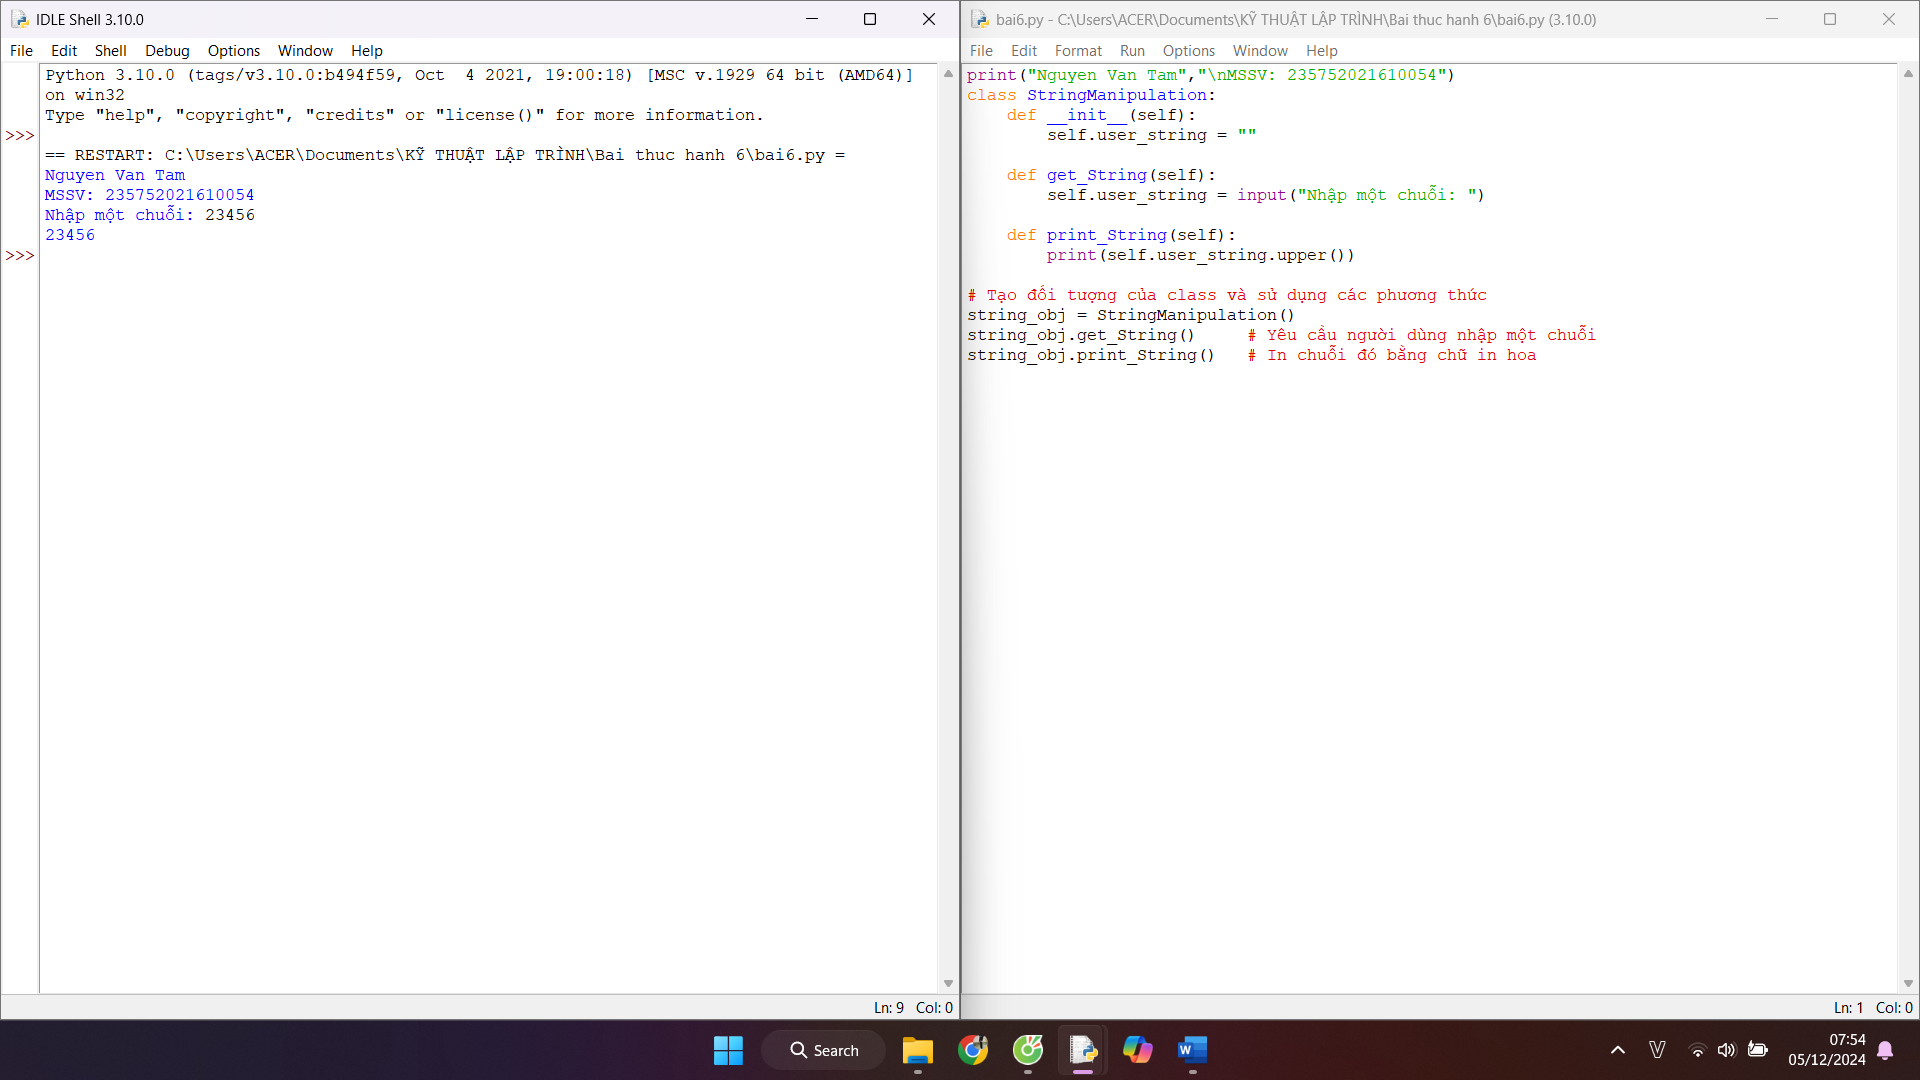 IDLE Shell 3.10.0
File Edit Shell Debug Options Window Help
Python 3.10.0 (tags/v3.10.0:b494f59, Oct  4 2021, 19:00:18) [MSC v.1929 64 bit (AMD64)]
on win32
Type "help", "copyright", "credits" or "license()" for more information.
>>>
== RESTART: C:\Users\ACER\Documents\KỸ THUẬT LẬP TRÌNH\Bai thuc hanh 6\bai6.py =
Nguyen Van Tam
MSSV: 235752021610054
Nhập một chuỗi: 23456
23456
>>>
Ln: 9 Col: 0
bai6.py - C:\Users\ACER\Documents\KỸ THUẬT LẬP TRÌNH\Bai thuc hanh 6\bai6.py (3.10.0)
File Edit Format Run Options Window Help
print("Nguyen Van Tam","\nMSSV: 235752021610054")
class StringManipulation:
    def __init__(self):
        self.user_string = ""
    def get_String(self):
        self.user_string = input("Nhập một chuỗi: ")
    def print_String(self):
        print(self.user_string.upper())
# Tạo đối tượng của class và sử dụng các phương thức
string_obj = StringManipulation()
string_obj.get_String()     # Yêu cầu người dùng nhập một chuỗi
string_obj.print_String()   # In chuỗi đó bằng chữ in hoa
Ln: 1 Col: 0
Search
07:54
05/12/2024